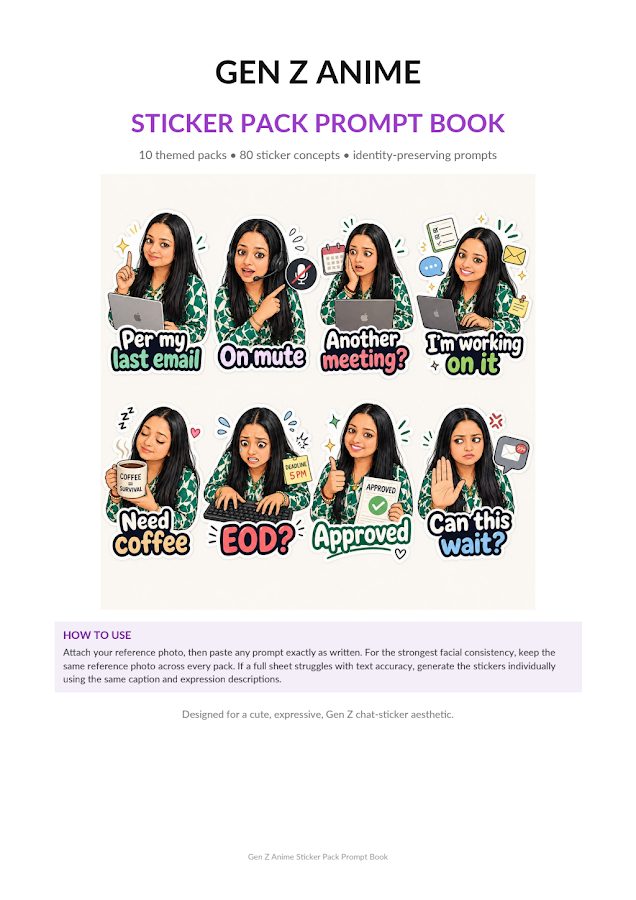 GEN Z ANIME
STICKER PACK PROMPT BOOK
10 themed packs • 80 sticker concepts • identity-preserving prompts
Per my
last email
On mute
Another
meeting?
I'm working
on it
Z Z Z
COFFEE
=
SURVIVAL
Need
coffee
DEADLINE
5 PM
EOD?
APPROVED
Approved
Can this
wait?
HOW TO USE
Attach your reference photo, then paste any prompt exactly as written. For the strongest facial consistency, keep the
same reference photo across every pack. If a full sheet struggles with text accuracy, generate the stickers individually
using the same caption and expression descriptions.
Designed for a cute, expressive, Gen Z chat-sticker aesthetic.
Gen Z Anime Sticker Pack Prompt Book